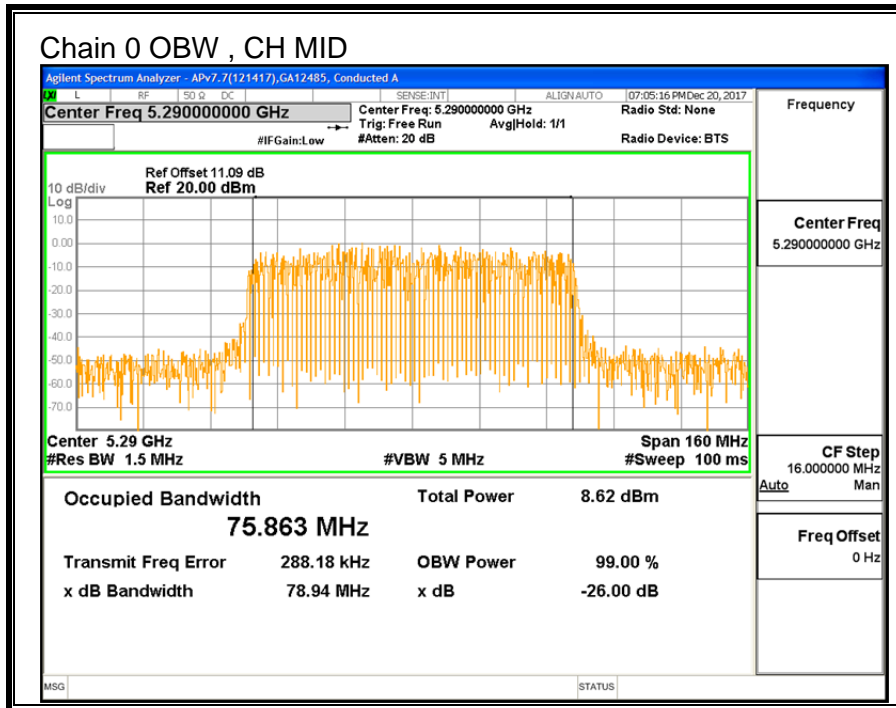 Chain 0 OBW , CH MID
Agilent Spectrum Analyzer - APv7.7(121417),GA12485, Conducted A
LXI L RF 50 Ω DC SENSE:INT ALIGN AUTO 07:05:16 PM Dec 20, 2017
Center Freq 5.290000000 GHz
Center Freq: 5.290000000 GHz
Radio Std: None
Trig: Free Run Avg|Hold: 1/1
#IFGain:Low #Atten: 20 dB Radio Device: BTS
Frequency
Ref Offset 11.09 dB
10 dB/div Ref 20.00 dBm
Log
10.0
0.00
-10.0
-20.0
-30.0
-40.0
-50.0
-60.0
-70.0
Center 5.29 GHz Span 160 MHz
#Res BW 1.5 MHz #VBW 5 MHz #Sweep 100 ms
Center Freq
5.290000000 GHz
CF Step
16.000000 MHz
Auto Man
Freq Offset
0 Hz
Occupied Bandwidth Total Power 8.62 dBm
75.863 MHz
Transmit Freq Error 288.18 kHz OBW Power 99.00 %
x dB Bandwidth 78.94 MHz x dB -26.00 dB
MSG STATUS